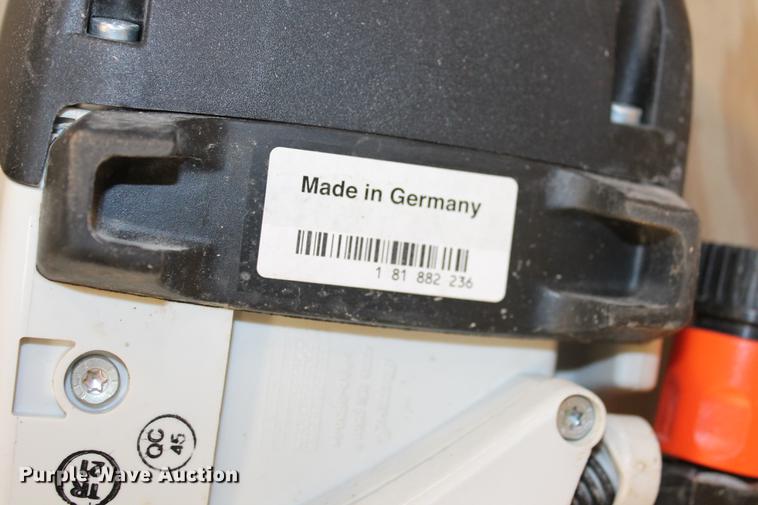 Made in Germany
1 81 882 236
QC
45
Purple Wave Auction